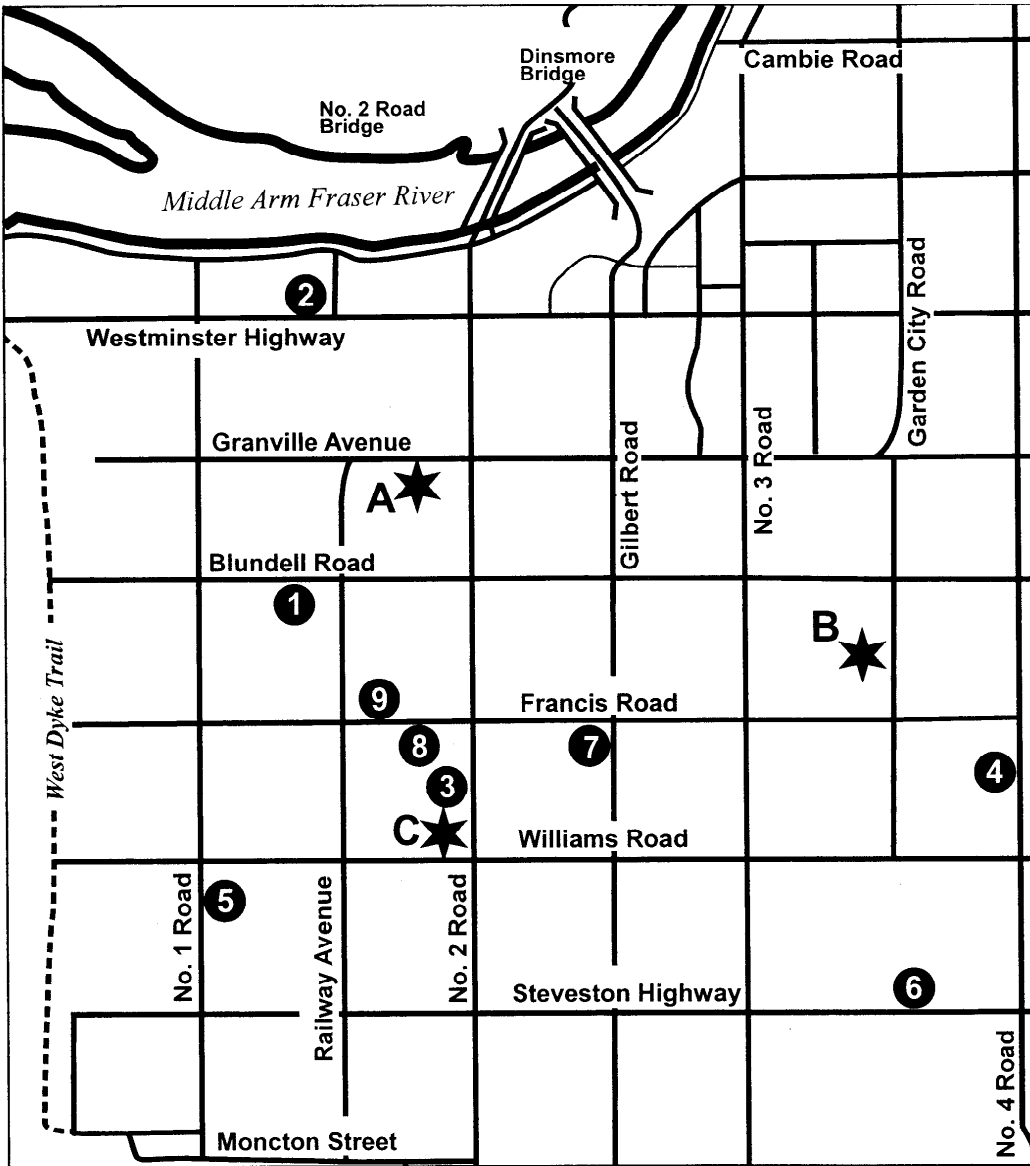 Dinsmore
Bridge
Cambie Road
No. 2 Road
Bridge
Middle Arm Fraser River
2
Westminster Highway
Garden City Road
Granville Avenue
A
Gilbert Road
No. 3 Road
Blundell Road
1
B
West Dyke Trail
9
Francis Road
8
7
3
4
C
Williams Road
No. 1 Road
5
Railway Avenue
No. 2 Road
Steveston Highway
6
No. 4 Road
Moncton Street